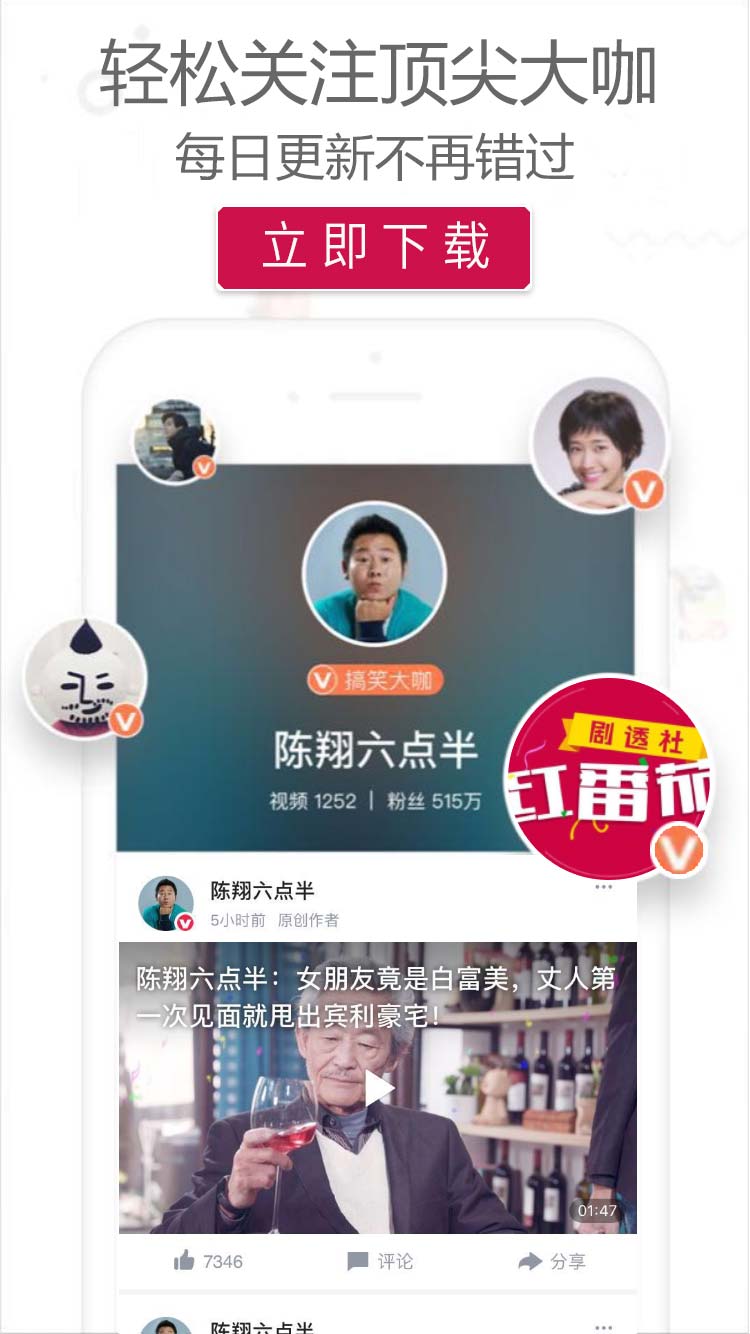 轻松关注顶尖大咖
每日更新不再错过
立即下载
搞笑大咖
陈翔六点半
视频 1252 | 粉丝 515万
剧透社
红番茄
陈翔六点半
5小时前 原创作者
陈翔六点半：女朋友竟是白富美，丈人第
一次见面就甩出宾利豪宅！
01:47
7346 评论 分享
陈翔六点半